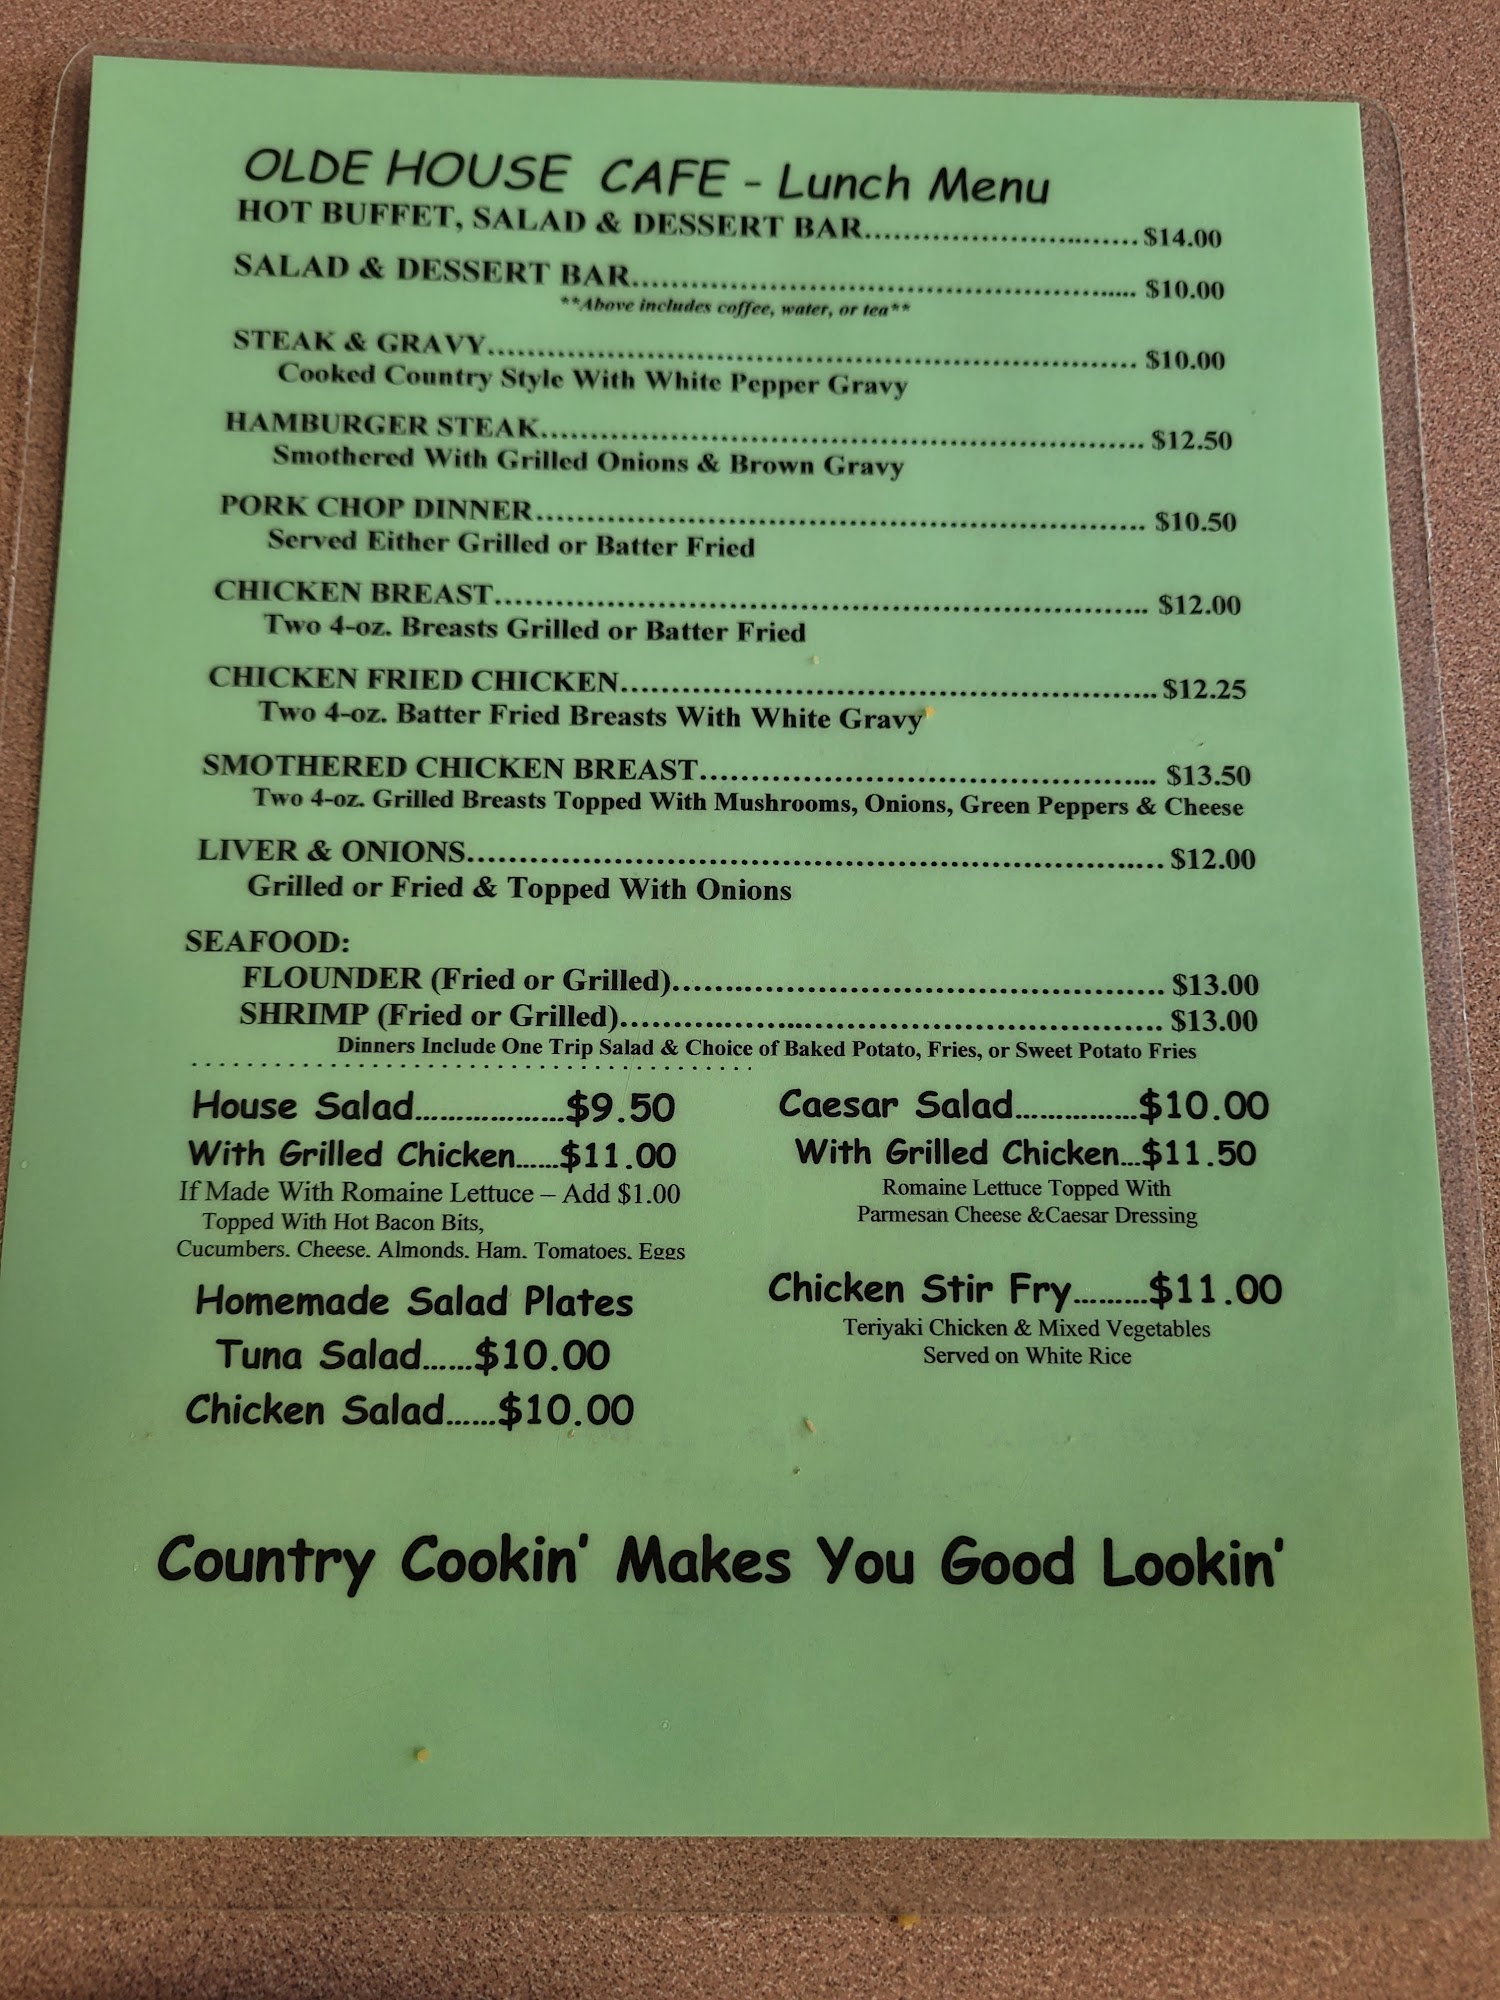 OLDE HOUSE CAFE - Lunch Menu
HOT BUFFET, SALAD & DESSERT BAR............................$14.00
SALAD & DESSERT BAR.................................................. $10.00
**Above includes coffee, water, or tea**
STEAK & GRAVY.................................................................. $10.00
Cooked Country Style With White Pepper Gravy
HAMBURGER STEAK............................................................. $12.50
Smothered With Grilled Onions & Brown Gravy
PORK CHOP DINNER............................................................. $10.50
Served Either Grilled or Batter Fried
CHICKEN BREAST................................................................. $12.00
Two 4-oz. Breasts Grilled or Batter Fried
CHICKEN FRIED CHICKEN..................................................... $12.25
Two 4-oz. Batter Fried Breasts With White Gravy
SMOTHERED CHICKEN BREAST............................................. $13.50
Two 4-oz. Grilled Breasts Topped With Mushrooms, Onions, Green Peppers & Cheese
LIVER & ONIONS.................................................................... $12.00
Grilled or Fried & Topped With Onions
SEAFOOD:
FLOUNDER (Fried or Grilled)................................................. $13.00
SHRIMP (Fried or Grilled)...................................................... $13.00
Dinners Include One Trip Salad & Choice of Baked Potato, Fries, or Sweet Potato Fries
House Salad..................$9.50
With Grilled Chicken......$11.00
If Made With Romaine Lettuce – Add $1.00
Topped With Hot Bacon Bits,
Cucumbers. Cheese. Almonds. Ham. Tomatoes. Eggs
Homemade Salad Plates
Tuna Salad......$10.00
Chicken Salad......$10.00
Caesar Salad...............$10.00
With Grilled Chicken...$11.50
Romaine Lettuce Topped With
Parmesan Cheese &Caesar Dressing
Chicken Stir Fry.........$11.00
Teriyaki Chicken & Mixed Vegetables
Served on White Rice
Country Cookin' Makes You Good Lookin'